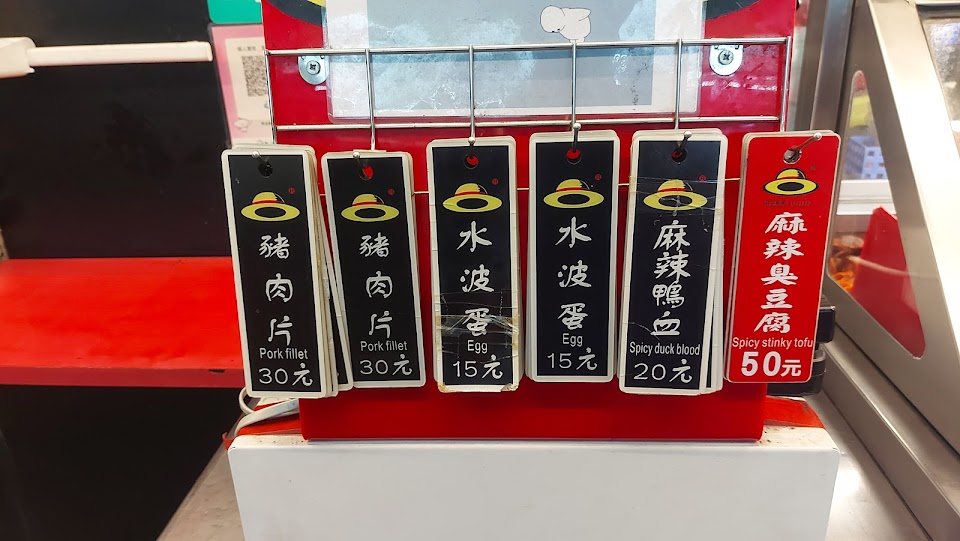 豬肉片
Pork fillet
30元
豬肉片
Pork fillet
30元
水波蛋
Egg
15元
水波蛋
Egg
15元
麻辣鴨血
Spicy duck blood
20元
麻辣臭豆腐
Spicy stinky tofu
50元